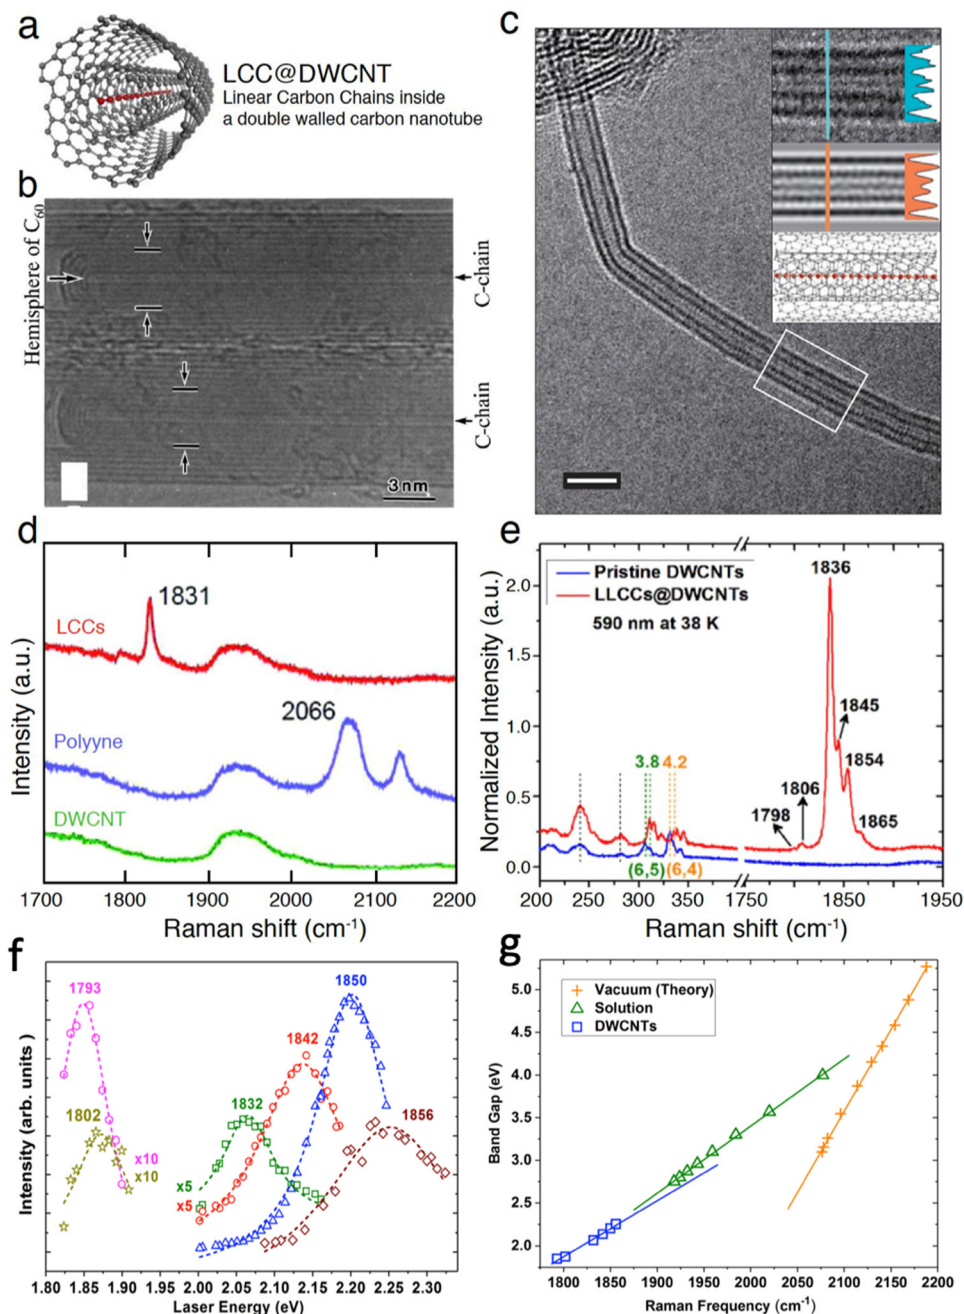 a
LCC@DWCNT
Linear Carbon Chains inside
a double walled carbon nanotube
b
Hemisphere of C60
C-chain
C-chain
3 nm
c
d
Intensity (a.u.)
1831
LCCs
2066
Polyyne
DWCNT
1700 1800 1900 2000 2100 2200
Raman shift (cm-1)
e
Normalized Intensity (a.u.)
Pristine DWCNTs
LLCCs@DWCNTs
590 nm at 38 K
2.0
1.5
1.0
0.5
0.0
1836
1845
1854
1865
1806
1798
3.8 4.2
(6,5) (6,4)
200 250 300 350 1750 1800 1850 1900 1950
Raman shift (cm-1)
f
Intensity (arb. units)
1793
1802
x10
x10
1832
x5
1842
x5
1850
1856
1.80 1.85 1.90 1.95 2.00 2.05 2.10 2.15 2.20 2.25 2.30
Laser Energy (eV)
g
Band Gap (eV)
Vacuum (Theory)
Solution
DWCNTs
5.0
4.5
4.0
3.5
3.0
2.5
2.0
1800 1850 1900 1950 2000 2050 2100 2150 2200
Raman Frequency (cm-1)